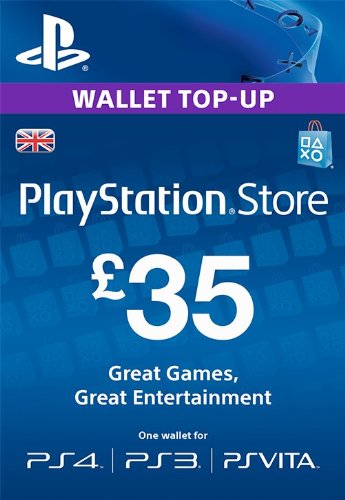 WALLET TOP-UP
PlayStation.Store
£35
Great Games,
Great Entertainment
One wallet for
PS4 | PS3 | PSVITA